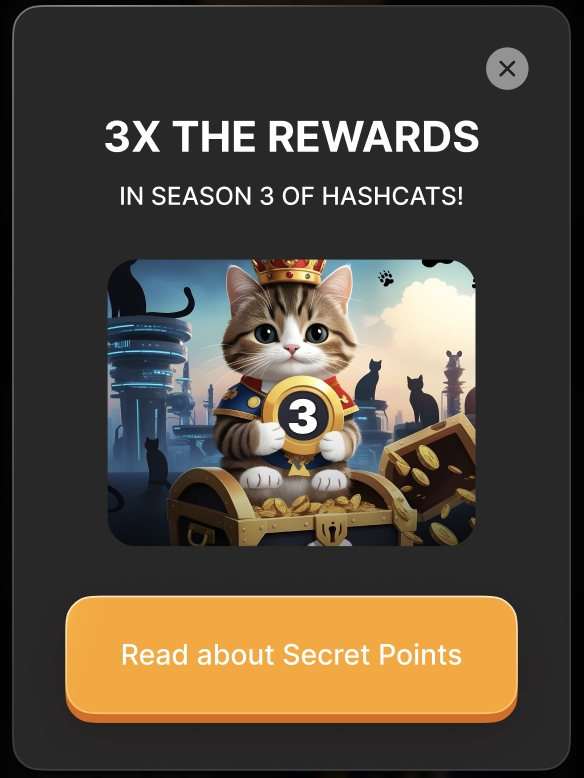 3X THE REWARDS
IN SEASON 3 OF HASHCATS!
3
Read about Secret Points